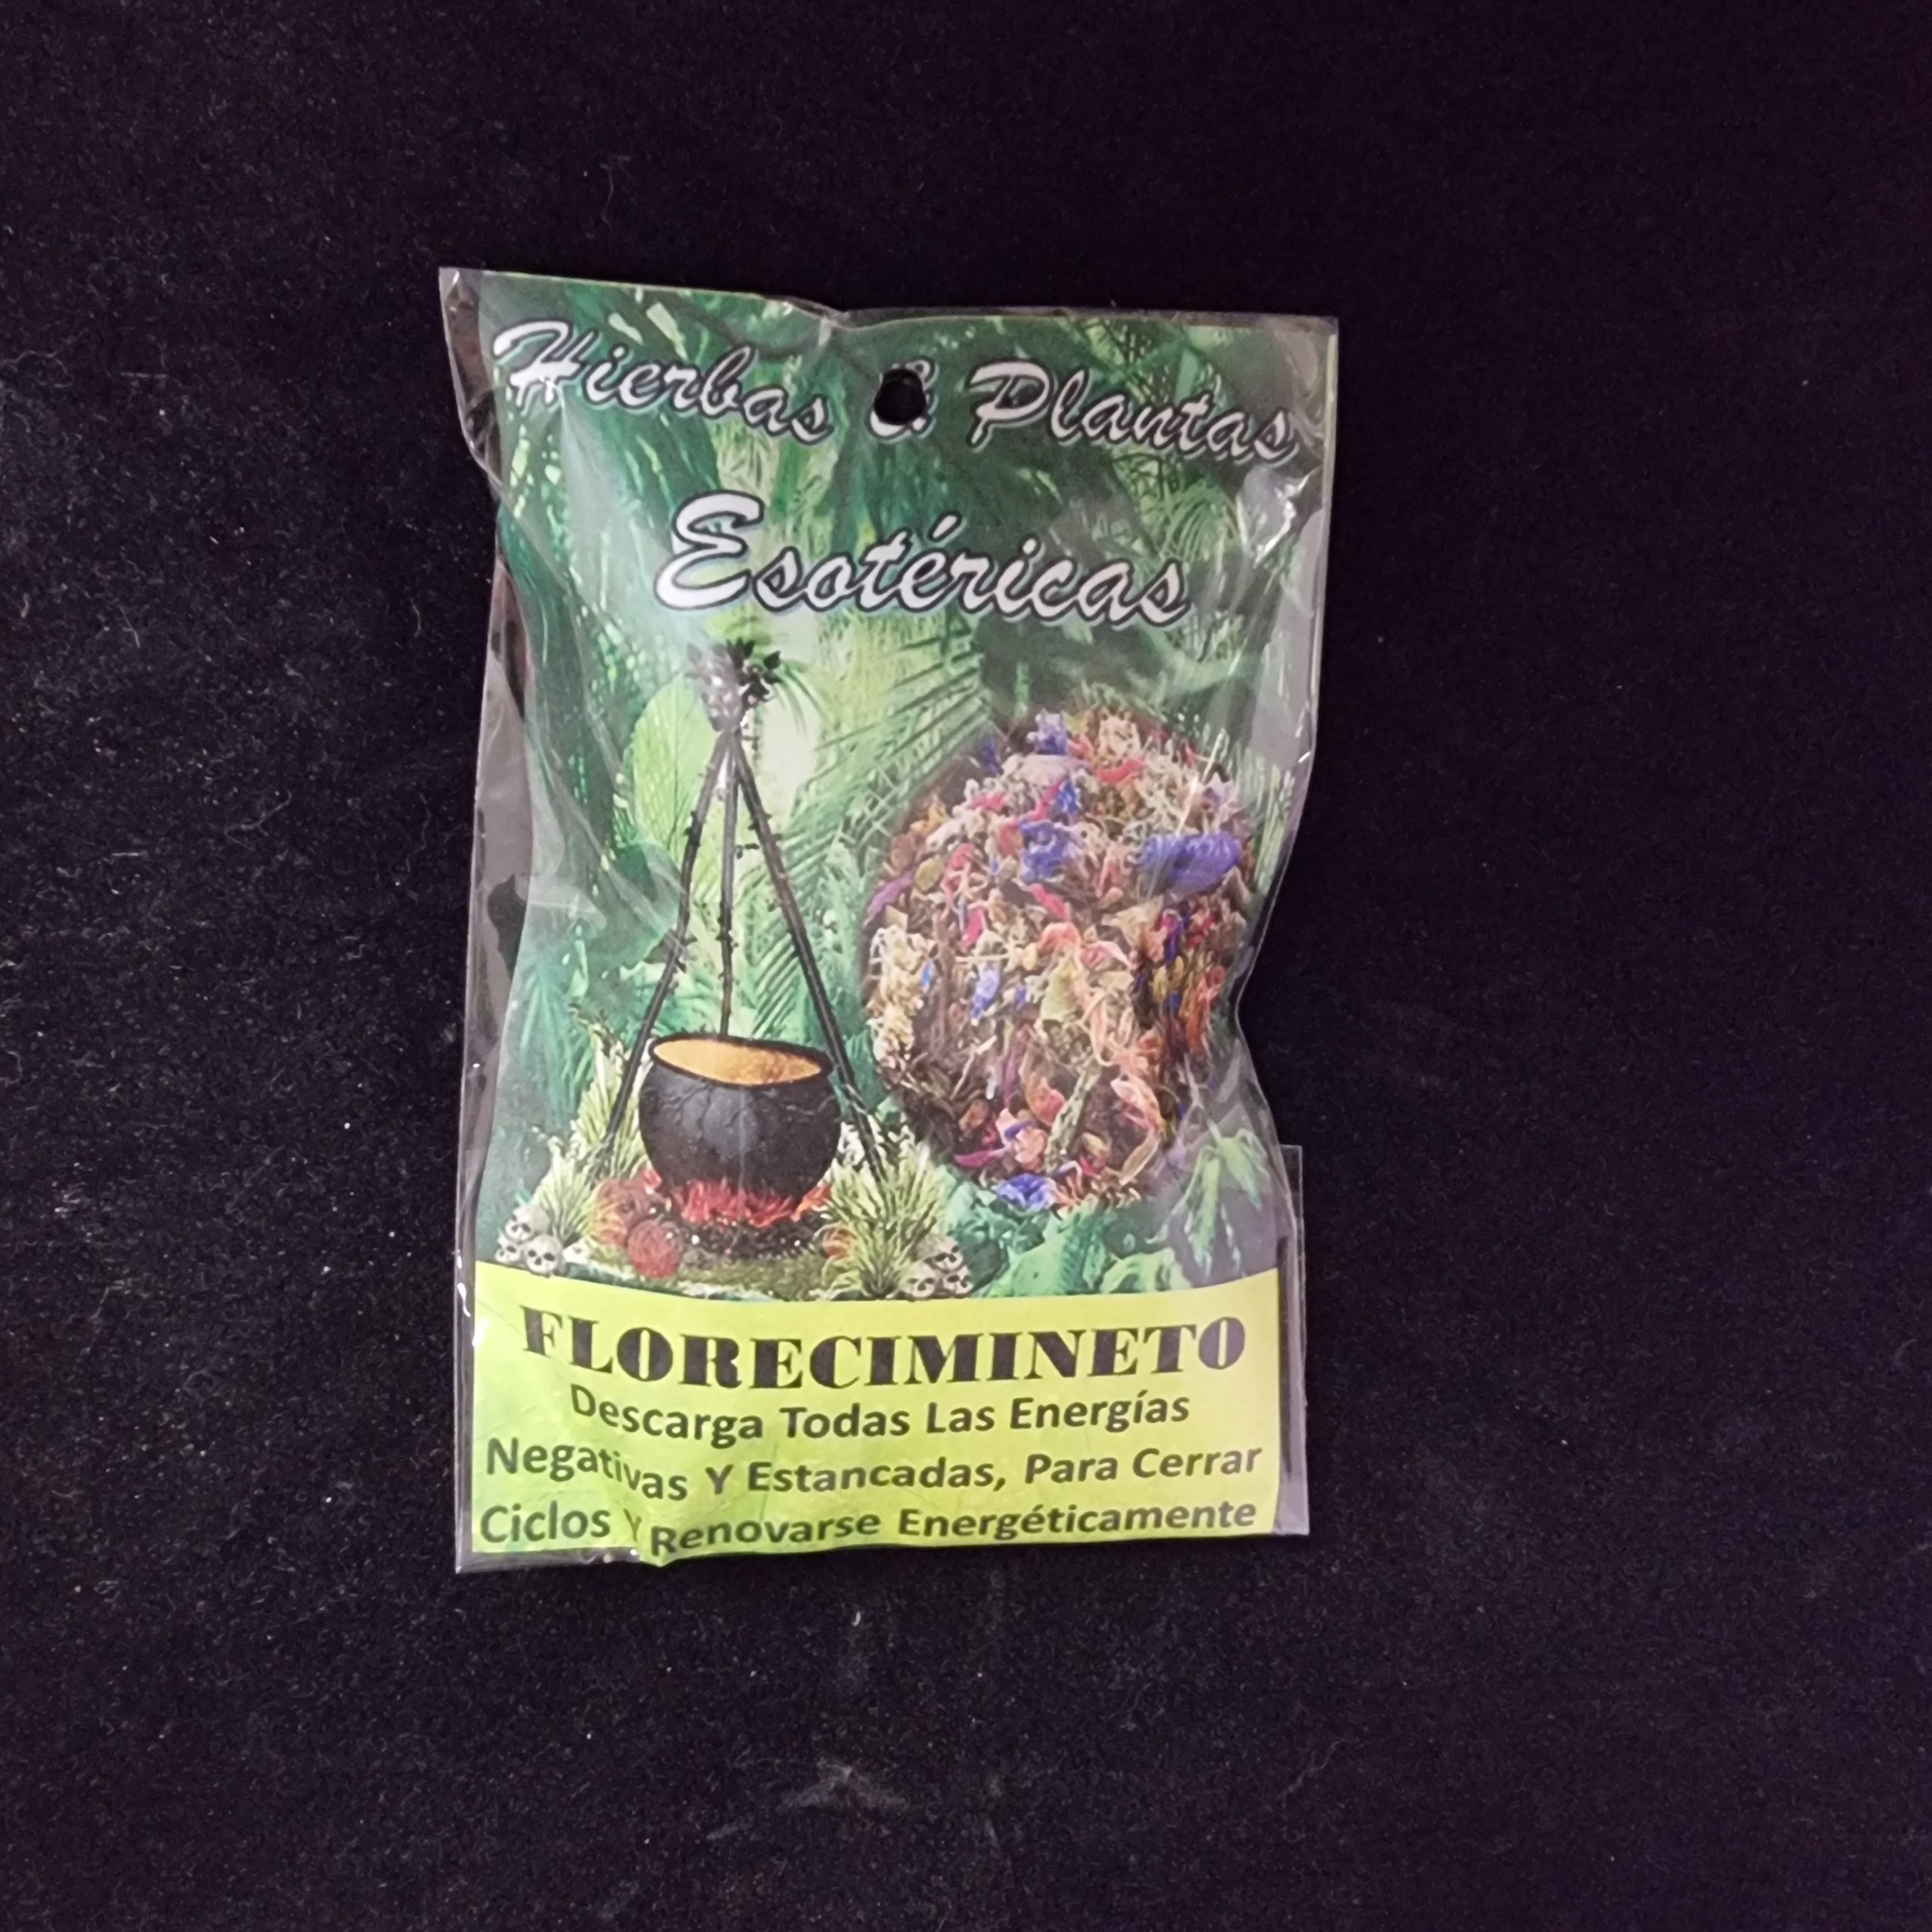 Hierbas & Plantas
Esotéricas
FLORECIMINETO
Descarga Todas Las Energías
Negativas Y Estancadas, Para Cerrar
Ciclos Y Renovarse Energéticamente